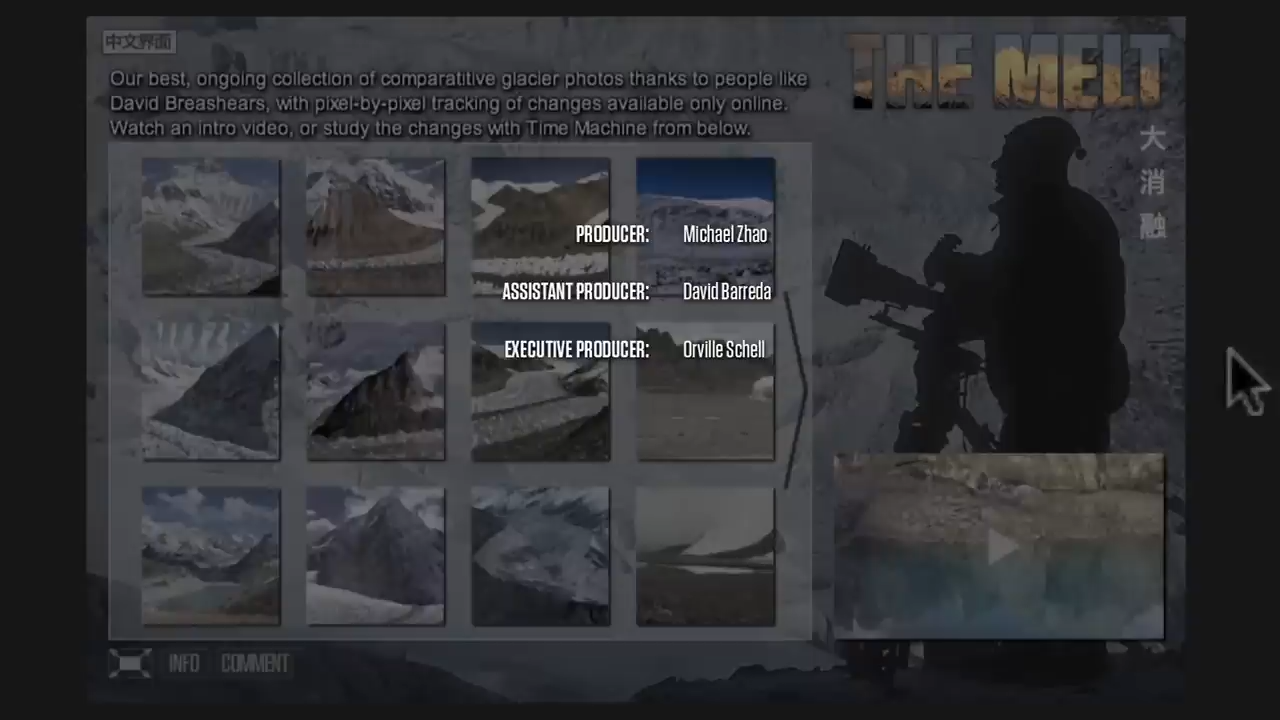 中文界面
THE MELT
Our best, ongoing collection of comparatitive glacier photos thanks to people like
David Breashears, with pixel-by-pixel tracking of changes available only online.
Watch an intro video, or study the changes with Time Machine from below.
大
消
融
PRODUCER: Michael Zhao
ASSISTANT PRODUCER: David Barreda
EXECUTIVE PRODUCER: Orville Schell
INFO COMMENT